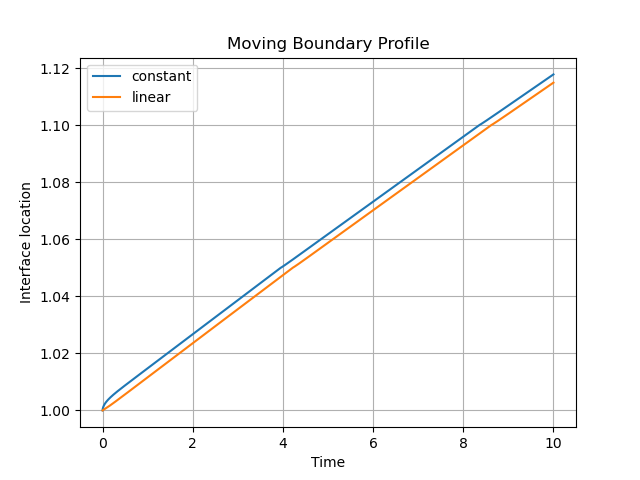 Moving Boundary Profile
constant
linear
Interface location
1.12
1.10
1.08
1.06
1.04
1.02
1.00
0 2 4 6 8 10
Time